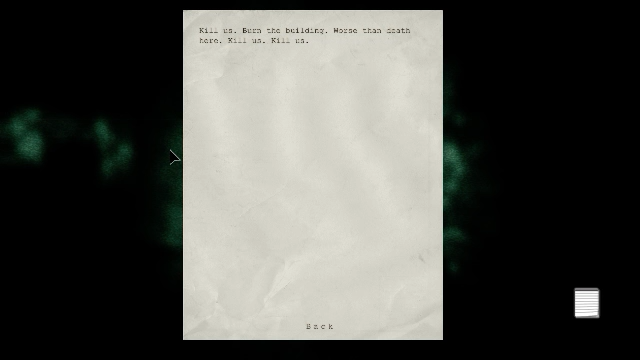 Kill us. Burn the building. Worse than death
here. Kill us. Kill us.
Back